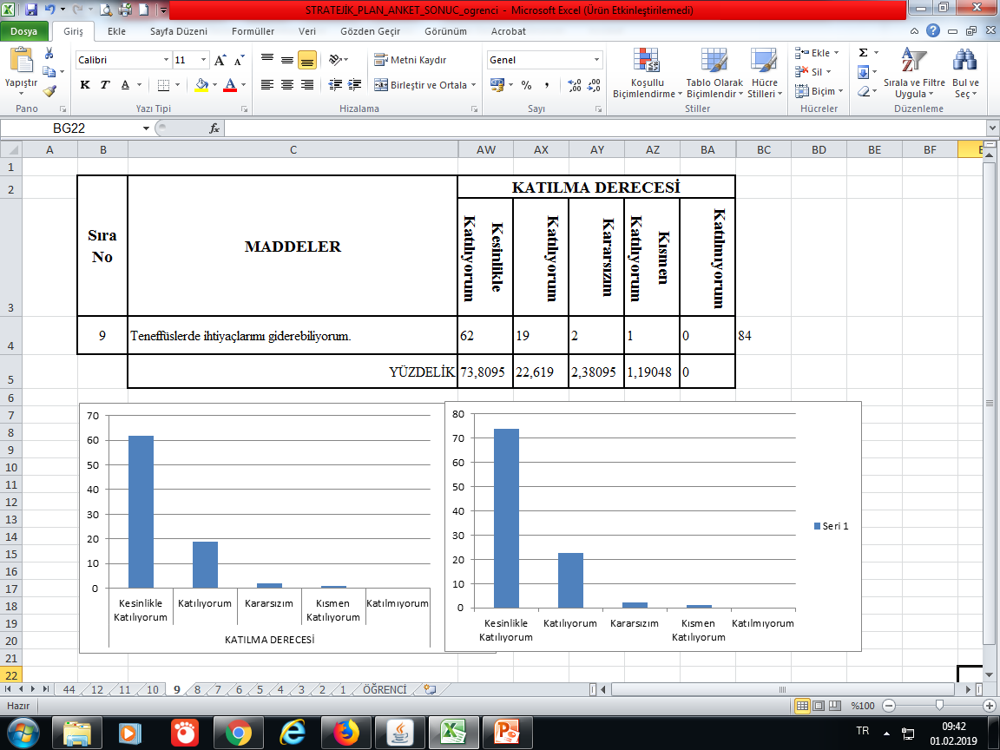 STRATEJİK_PLAN_ANKET_SONUC_ogrenci - Microsoft Excel (Ürün Etkinleştirilemedi)
Dosya Giriş Ekle Sayfa Düzeni Formüller Veri Gözden Geçir Görünüm Acrobat
Yapıştır
Calibri 11
K T A A
Metni Kaydır
Birleştir ve Ortala
Genel
% ,
Koşullu Biçimlendirme
Tablo Olarak Biçimlendir
Hücre Stilleri
Ekle
Sil
Biçim
Σ
Sırala ve Filtre Uygula
Bul ve Seç
Pano Yazı Tipi Hizalama Sayı Stiller Hücreler Düzenleme
BG22 fx
A B C AW AX AY AZ BA BC BD BE BF
1
2
3
4
5
6
7
8
9
10
11
12
13
14
15
16
17
18
19
20
21
22
Sıra No
MADDELER
KATILMA DERECESİ
Kesinlikle Katılıyorum
Katılıyorum
Kararsızım
Kısmen Katılıyorum
Katılmıyorum
9 Teneffüslerde ihtiyaçlarımı giderebiliyorum. 62 19 2 1 0 84
YÜZDELİK 73,8095 22,619 2,38095 1,19048 0
70
60
50
40
30
20
10
0
Kesinlikle Katılıyorum
Katılıyorum
Kararsızım
Kısmen Katılıyorum
Katılmıyorum
KATILMA DERECESİ
80
70
60
50
40
30
20
10
0
Kesinlikle Katılıyorum
Katılıyorum
Kararsızım
Kısmen Katılıyorum
Katılmıyorum
Seri 1
44 12 11 10 9 8 7 6 5 4 3 2 1 ÖĞRENCİ
Hazır %100
TR 09:42
01.02.2019